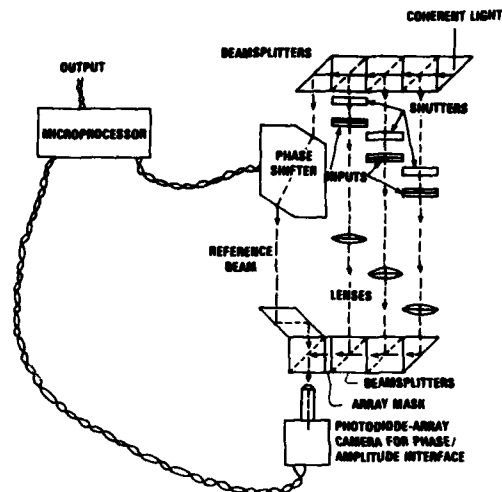 COHERENT LIGHT
BEAMSPLITTERS
OUTPUT
SHUTTERS
MICROPROCESSOR
PHASE
SHIFTER
INPUTS
REFERENCE
BEAM
LENSES
BEAMSPLITTERS
ARRAY MASK
PHOTODIODE-ARRAY
CAMERA FOR PHASE/
AMPLITUDE INTERFACE